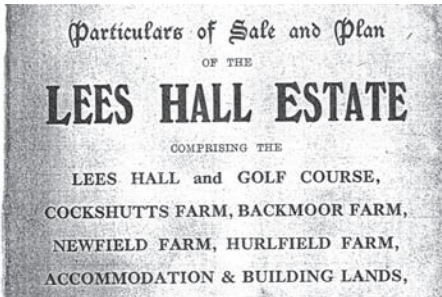 Particulars of Sale and Plan
OF THE
LEES HALL ESTATE
COMPRISING THE
LEES HALL and GOLF COURSE,
COCKSHUTTS FARM, BACKMOOR FARM,
NEWFIELD FARM, HURLFIELD FARM,
ACCOMMODATION & BUILDING LANDS,